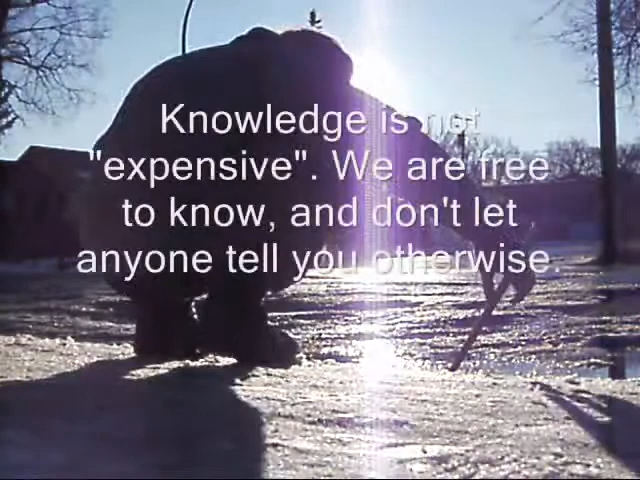 Knowledge is not
"expensive". We are free
to know, and don't let
anyone tell you otherwise.